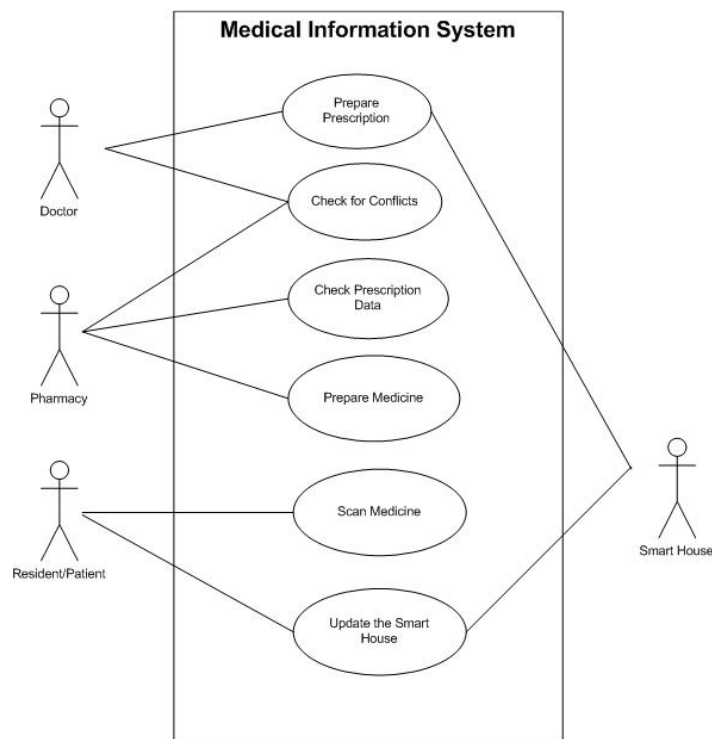 Medical Information System
Prepare
Prescription
Doctor
Check for Conflicts
Check Prescription
Data
Pharmacy
Prepare Medicine
Resident/Patient
Scan Medicine
Smart House
Update the Smart
House